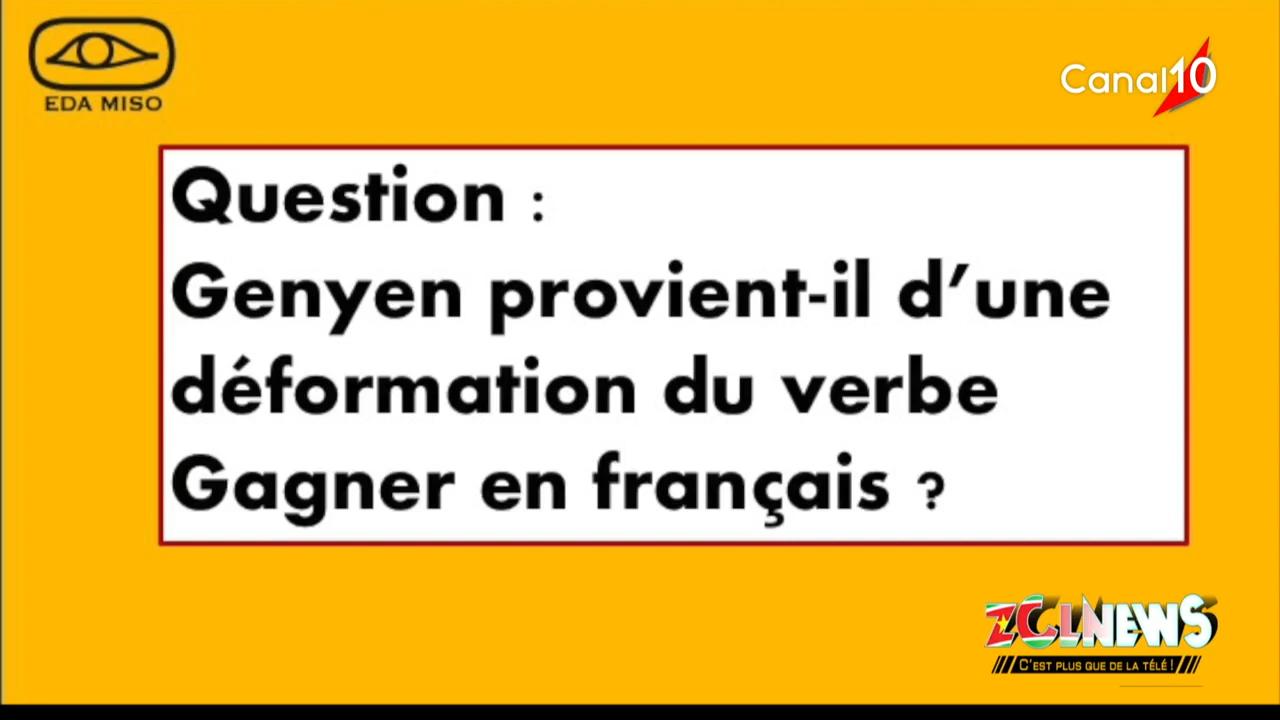 EDA MISO
Canal10
Question :
Genyen provient-il d’une
déformation du verbe
Gagner en français ?
ZCLNEWS
C'EST PLUS QUE DE LA TÉLÉ !